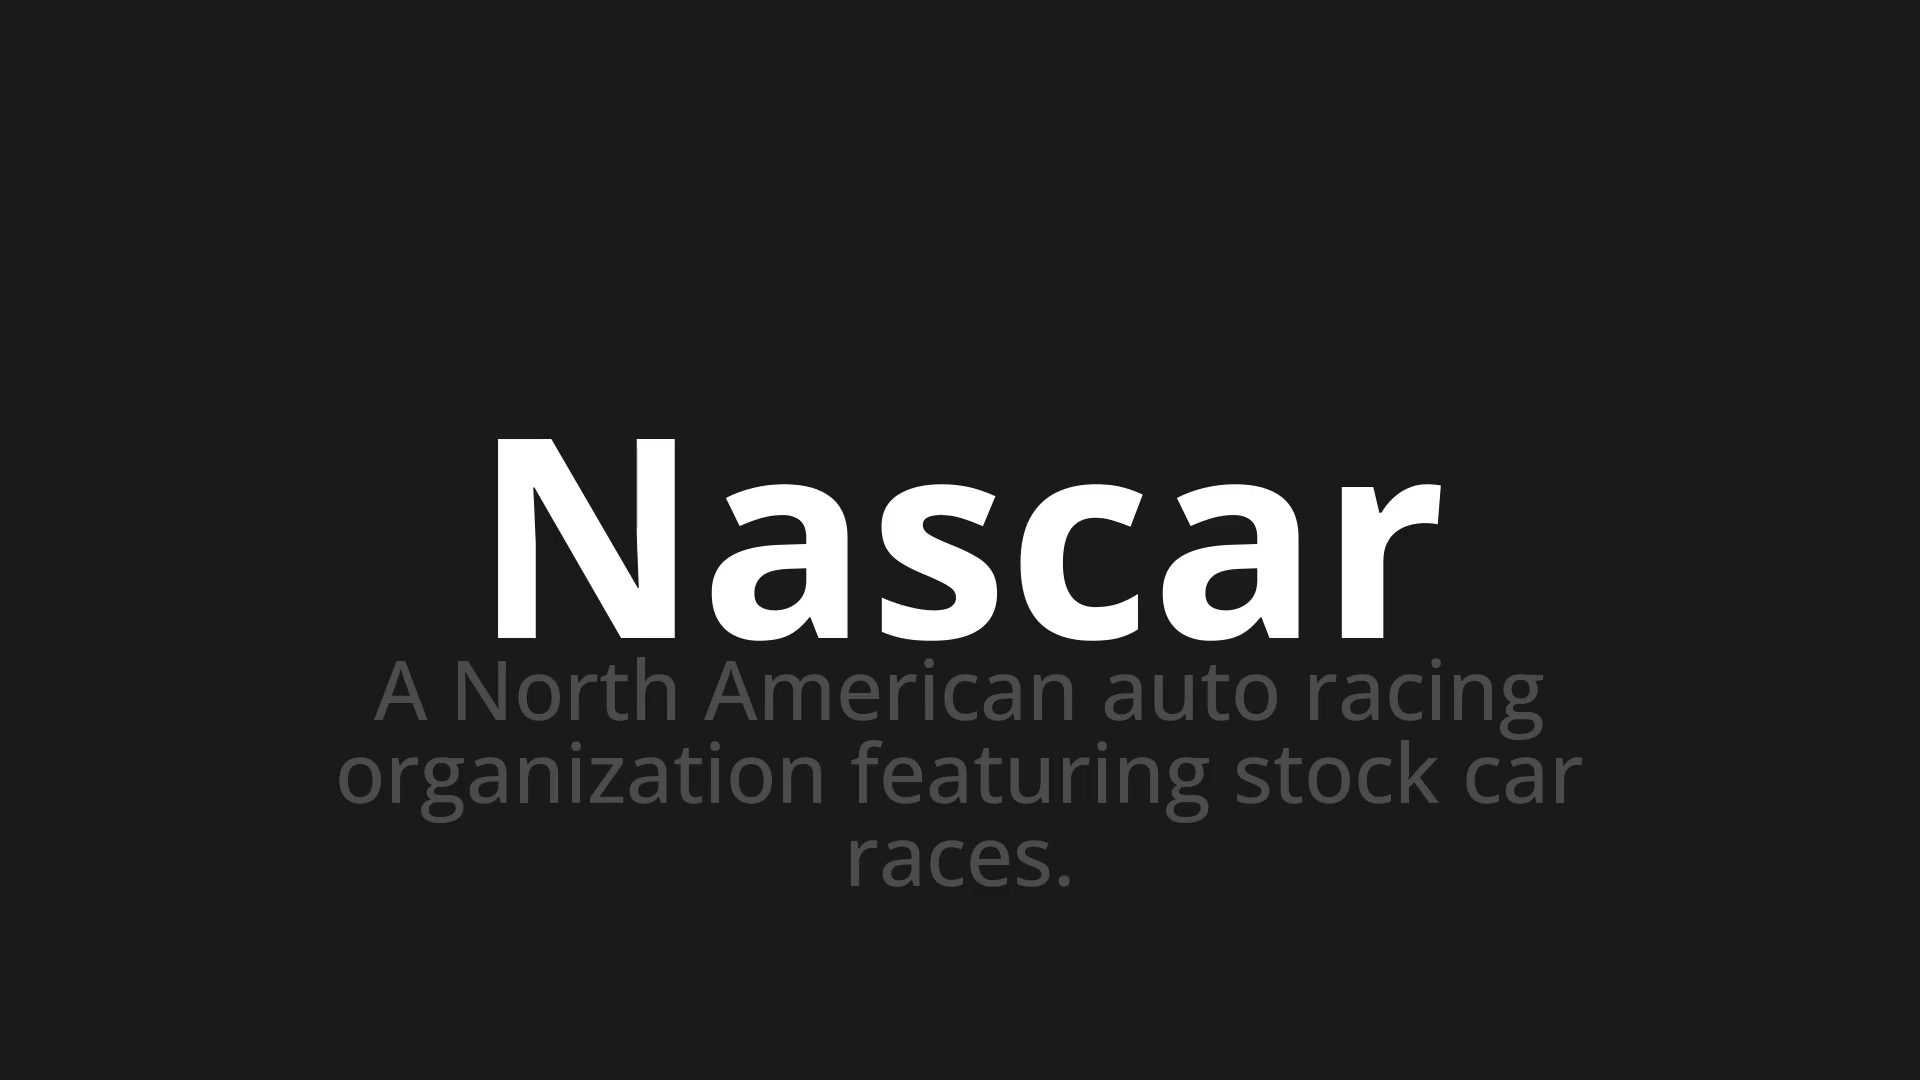 Nascar
A North American auto racing
organization featuring stock car
races.